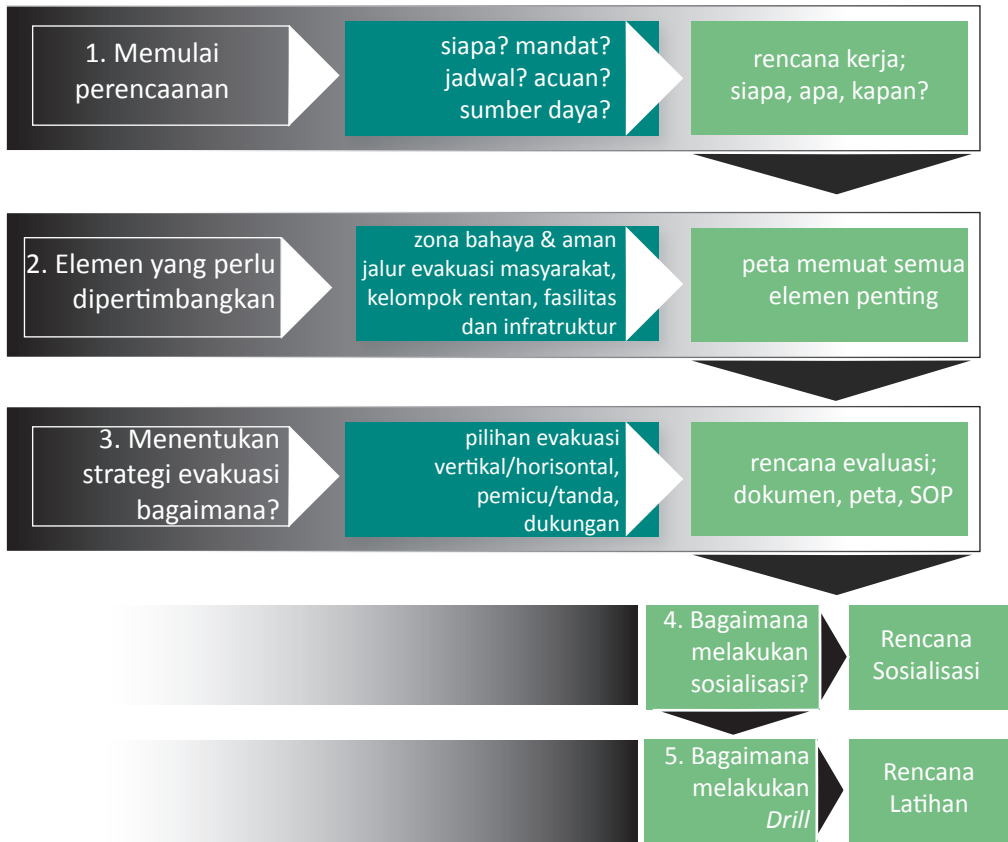 1. Memulai
perencaanan
siapa? mandat?
jadwal? acuan?
sumber daya?
rencana kerja;
siapa, apa, kapan?
2. Elemen yang perlu
dipertimbangkan
zona bahaya & aman
jalur evakuasi masyarakat,
kelompok rentan, fasilitas
dan infratruktur
peta memuat semua
elemen penting
3. Menentukan
strategi evakuasi
bagaimana?
pilihan evakuasi
vertikal/horisontal,
pemicu/tanda,
dukungan
rencana evaluasi;
dokumen, peta, SOP
4. Bagaimana
melakukan
sosialisasi?
Rencana
Sosialisasi
5. Bagaimana
melakukan
Drill
Rencana
Latihan